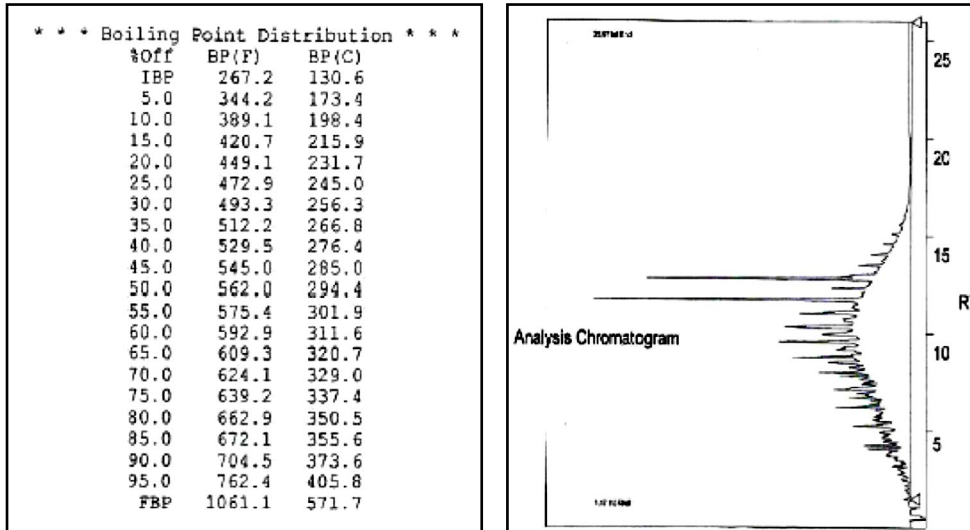 * * * Boiling Point Distribution * * *
%Off BP(F) BP(C)
IBP 267.2 130.6
5.0 344.2 173.4
10.0 389.1 198.4
15.0 420.7 215.9
20.0 449.1 231.7
25.0 472.9 245.0
30.0 493.3 256.3
35.0 512.2 266.8
40.0 529.5 276.4
45.0 545.0 285.0
50.0 562.0 294.4
55.0 575.4 301.9
60.0 592.9 311.6
65.0 609.3 320.7
70.0 624.1 329.0
75.0 639.2 337.4
80.0 662.9 350.5
85.0 672.1 355.6
90.0 704.5 373.6
95.0 762.4 405.8
FBP 1061.1 571.7
25
20
15
R
Analysis Chromatogram
10
5